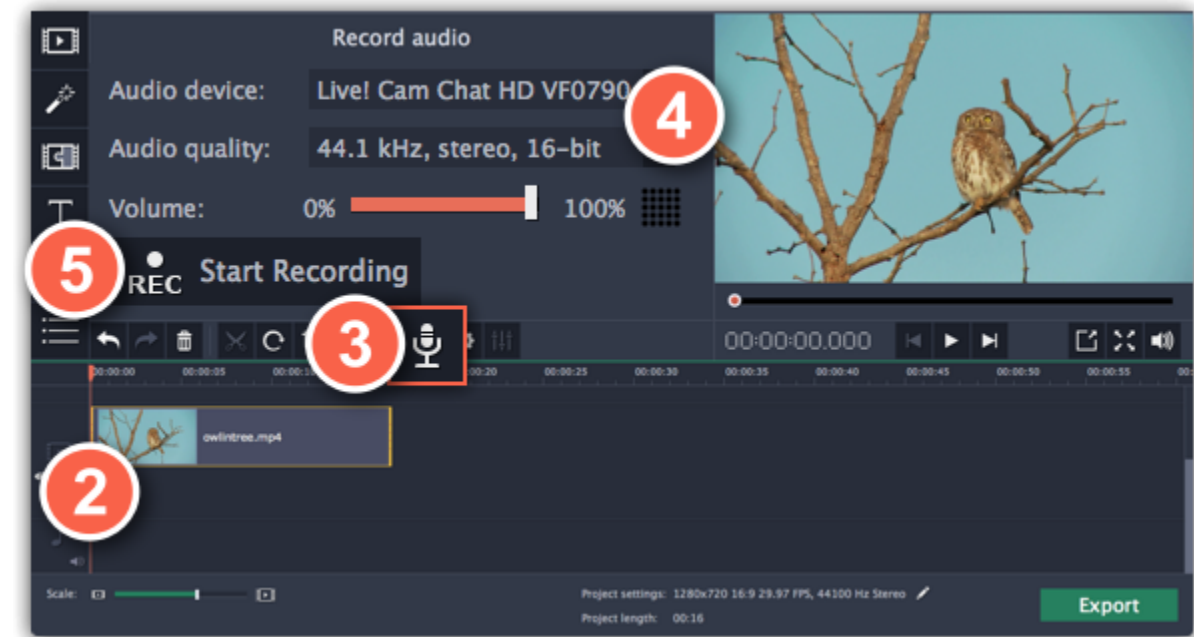 Record audio
Audio device: Live! Cam Chat HD VF0790
4
Audio quality: 44.1 kHz, stereo, 16-bit
T
Volume: 0% 100%
5
REC Start Recording
3
00:00:00.000
00:00:00 00:00:05 00:00:20 00:00:25 00:00:30 00:00:35 00:00:40 00:00:45 00:00:50 00:00:55
owlintree.mp4
2
Scale:
Project settings: 1280x720 16:9 29.97 FPS, 44100 Hz Stereo
Project length: 00:16
Export